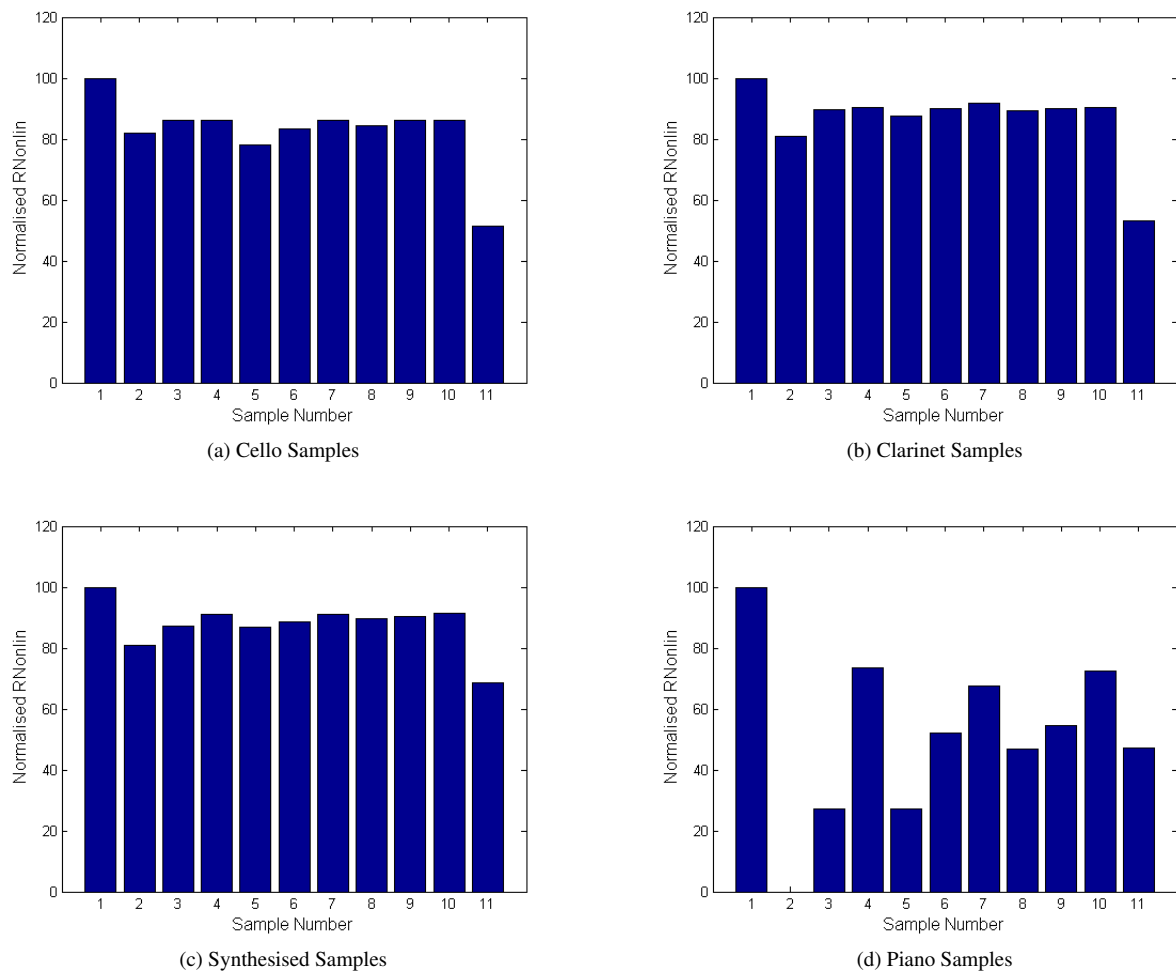 120
100
80
60
40
20
0
Normalised RNonlin
1 2 3 4 5 6 7 8 9 10 11
Sample Number
(a) Cello Samples
120
100
80
60
40
20
0
Normalised RNonlin
1 2 3 4 5 6 7 8 9 10 11
Sample Number
(b) Clarinet Samples
120
100
80
60
40
20
0
Normalised RNonlin
1 2 3 4 5 6 7 8 9 10 11
Sample Number
(c) Synthesised Samples
120
100
80
60
40
20
0
Normalised RNonlin
1 2 3 4 5 6 7 8 9 10 11
Sample Number
(d) Piano Samples